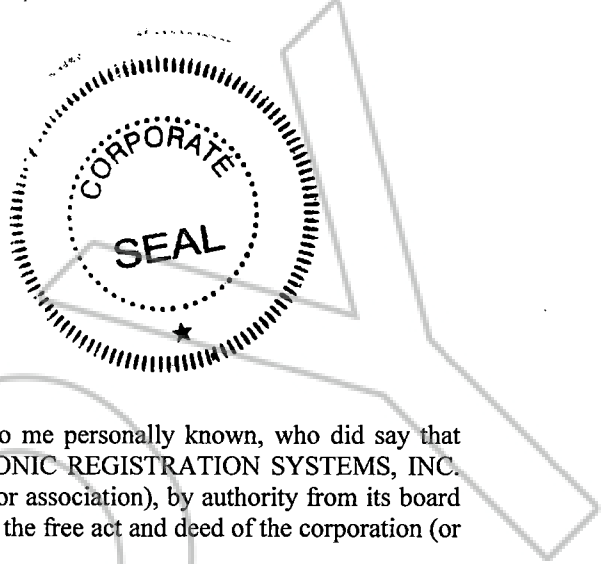 CORPORATE
SEAL
o me personally known, who did say that
ONIC REGISTRATION SYSTEMS, INC.
or association), by authority from its board
the free act and deed of the corporation (or